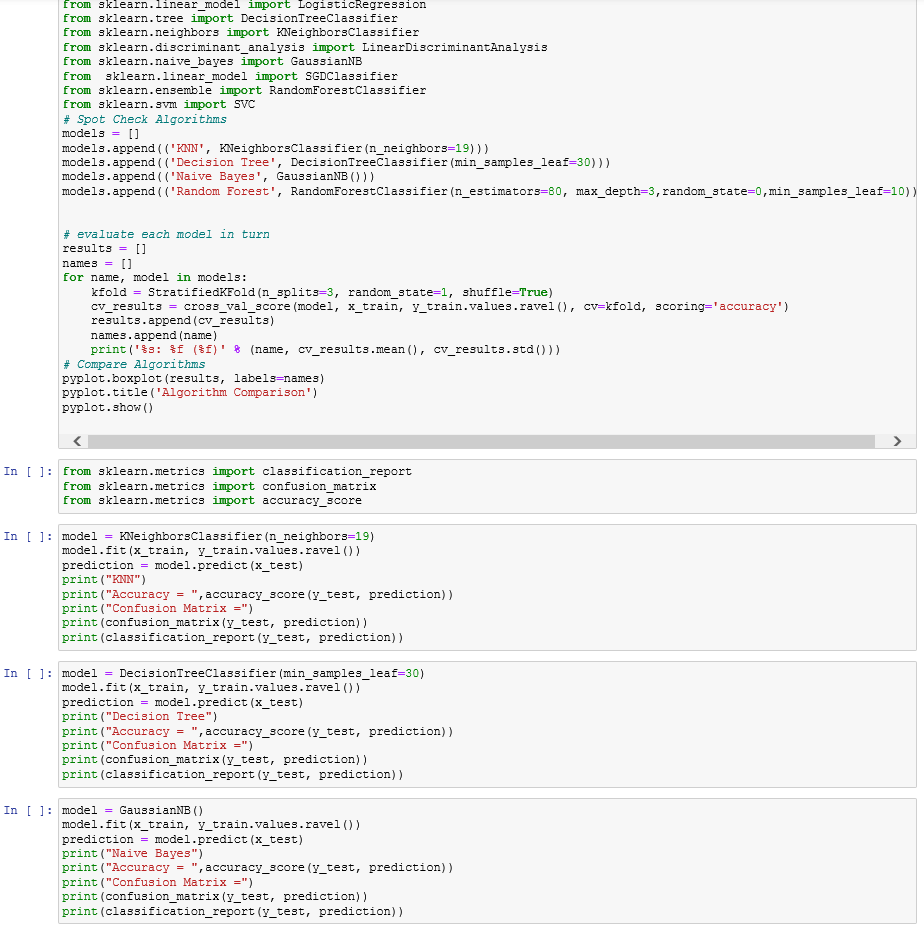 from sklearn.linear_model import LogisticRegression
from sklearn.tree import DecisionTreeClassifier
from sklearn.neighbors import KNeighborsClassifier
from sklearn.discriminant_analysis import LinearDiscriminantAnalysis
from sklearn.naive_bayes import GaussianNB
from  sklearn.linear_model import SGDClassifier
from sklearn.ensemble import RandomForestClassifier
from sklearn.svm import SVC
# Spot Check Algorithms
models = []
models.append(('KNN', KNeighborsClassifier(n_neighbors=19)))
models.append(('Decision Tree', DecisionTreeClassifier(min_samples_leaf=30)))
models.append(('Naive Bayes', GaussianNB()))
models.append(('Random Forest', RandomForestClassifier(n_estimators=80, max_depth=3,random_state=0,min_samples_leaf=10))
# evaluate each model in turn
results = []
names = []
for name, model in models:
    kfold = StratifiedKFold(n_splits=3, random_state=1, shuffle=True)
    cv_results = cross_val_score(model, x_train, y_train.values.ravel(), cv=kfold, scoring='accuracy')
    results.append(cv_results)
    names.append(name)
    print('%s: %f (%f)' % (name, cv_results.mean(), cv_results.std()))
# Compare Algorithms
pyplot.boxplot(results, labels=names)
pyplot.title('Algorithm Comparison')
pyplot.show()
In [ ]: from sklearn.metrics import classification_report
from sklearn.metrics import confusion_matrix
from sklearn.metrics import accuracy_score
In [ ]: model = KNeighborsClassifier(n_neighbors=19)
model.fit(x_train, y_train.values.ravel())
prediction = model.predict(x_test)
print("KNN")
print("Accuracy = ",accuracy_score(y_test, prediction))
print("Confusion Matrix =")
print(confusion_matrix(y_test, prediction))
print(classification_report(y_test, prediction))
In [ ]: model = DecisionTreeClassifier(min_samples_leaf=30)
model.fit(x_train, y_train.values.ravel())
prediction = model.predict(x_test)
print("Decision Tree")
print("Accuracy = ",accuracy_score(y_test, prediction))
print("Confusion Matrix =")
print(confusion_matrix(y_test, prediction))
print(classification_report(y_test, prediction))
In [ ]: model = GaussianNB()
model.fit(x_train, y_train.values.ravel())
prediction = model.predict(x_test)
print("Naive Bayes")
print("Accuracy = ",accuracy_score(y_test, prediction))
print("Confusion Matrix =")
print(confusion_matrix(y_test, prediction))
print(classification_report(y_test, prediction))